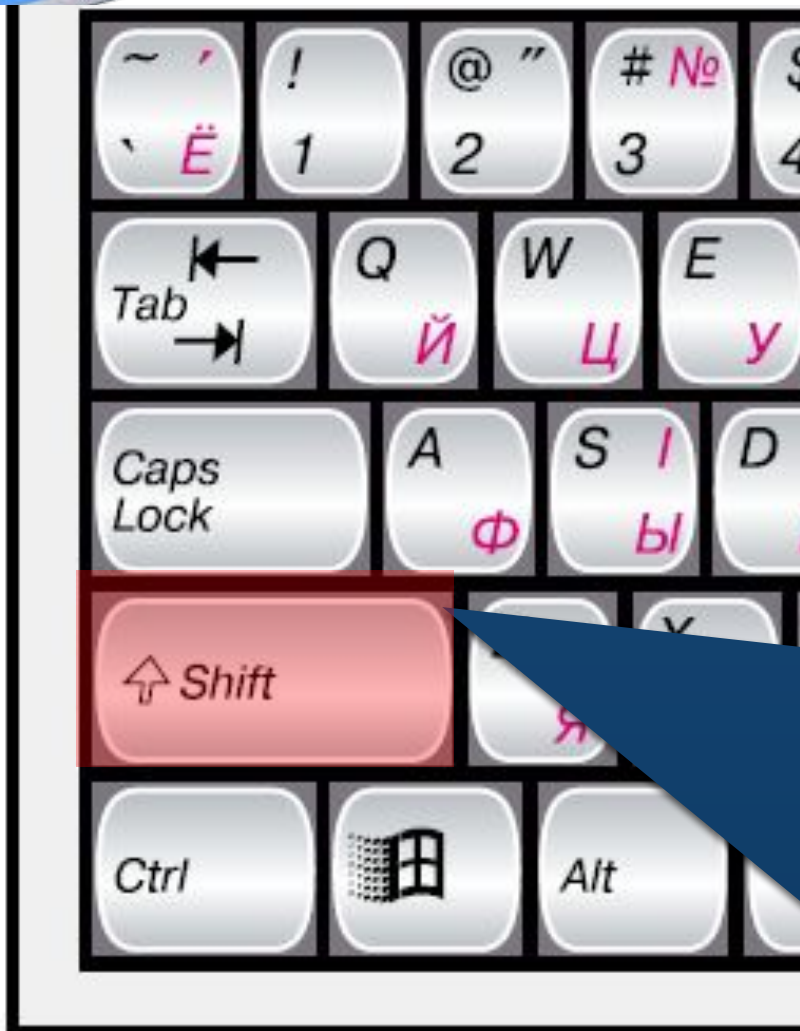 ~ ′ ! @ ″ # №
` Ё 1 2 3
Q W E
Tab
Й Ц У
A S І D
Caps
Lock
Ф Ы
Shift
Я
Ctrl Alt